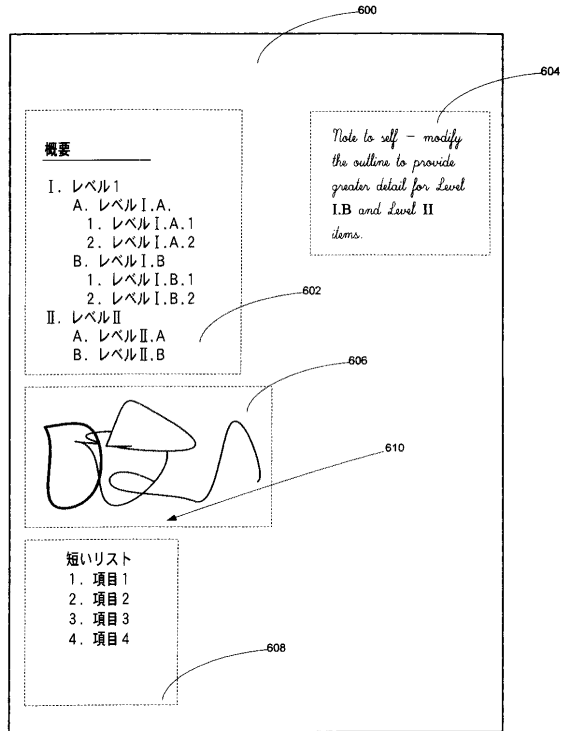 600
604
概要
Ⅰ. レベル1
A. レベルⅠ.A.
1. レベルⅠ.A.1
2. レベルⅠ.A.2
B. レベルⅠ.B
1. レベルⅠ.B.1
2. レベルⅠ.B.2
Ⅱ. レベルⅡ
A. レベルⅡ.A
B. レベルⅡ.B
602
Note to self - modify
the outline to provide
greater detail for Level
I.B and Level II
items.
606
610
短いリスト
1. 項目1
2. 項目2
3. 項目3
4. 項目4
608